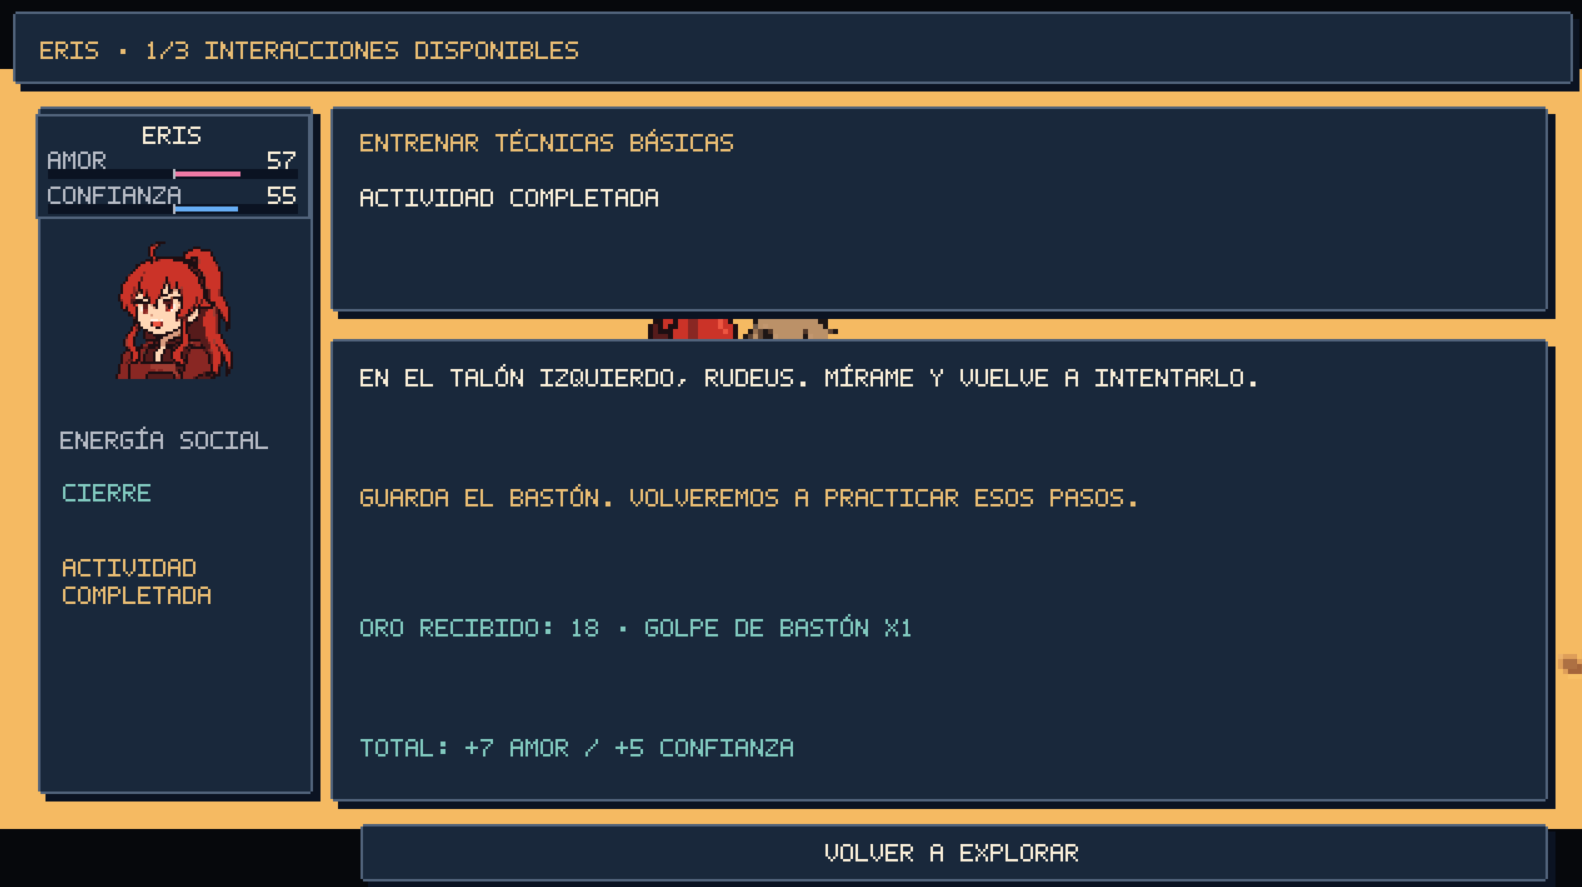 ERIS · 1/3 INTERACCIONES DISPONIBLES
ERIS
AMOR 57
CONFIANZA 55
ENERGÍA SOCIAL
CIERRE
ACTIVIDAD
COMPLETADA
ENTRENAR TÉCNICAS BÁSICAS
ACTIVIDAD COMPLETADA
EN EL TALÓN IZQUIERDO, RUDEUS. MÍRAME Y VUELVE A INTENTARLO.
GUARDA EL BASTÓN. VOLVEREMOS A PRACTICAR ESOS PASOS.
ORO RECIBIDO: 18 · GOLPE DE BASTÓN X1
TOTAL: +7 AMOR / +5 CONFIANZA
VOLVER A EXPLORAR